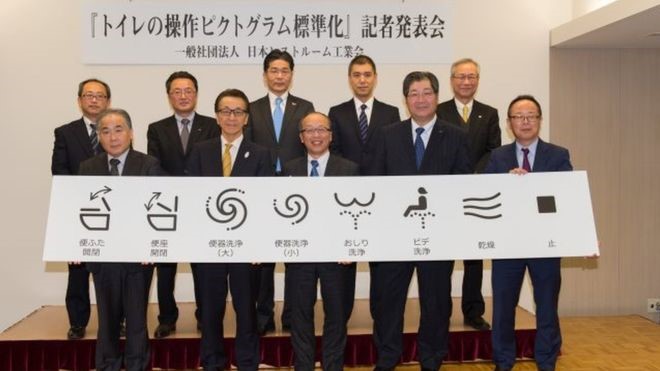 『トイレの操作ピクトグラム標準化』記者発表会
一般社団法人 日本レストルーム工業会
便ふた
開閉
便座
開閉
便器洗浄
(大)
便器洗浄
(小)
おしり
洗浄
ビデ
洗浄
乾燥
止